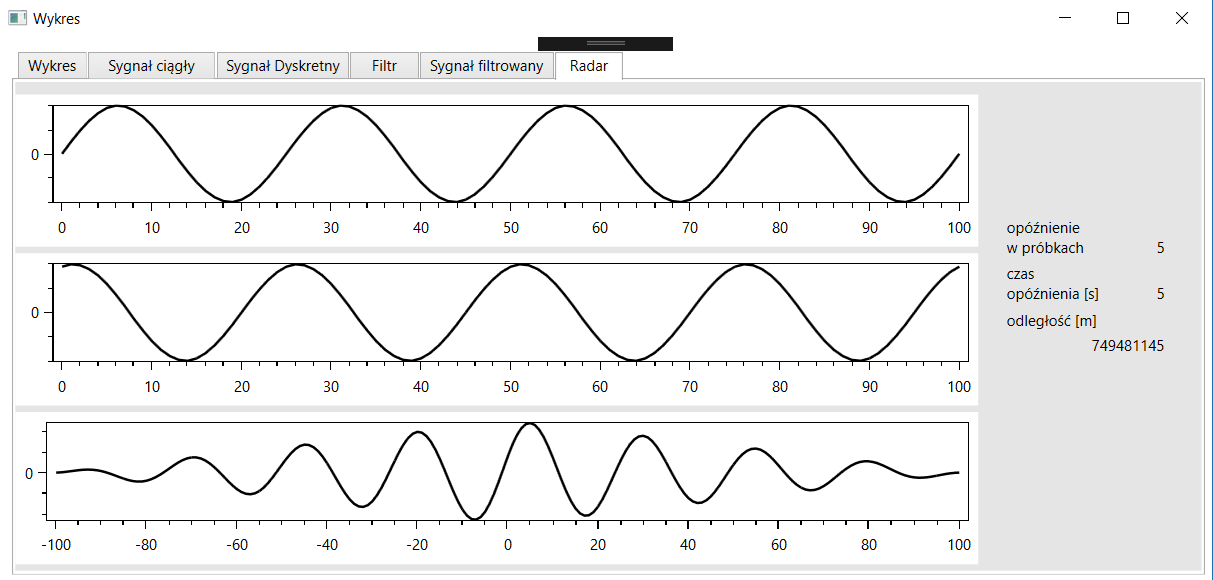 Wykres
Wykres Sygnał ciągły Sygnał Dyskretny Filtr Sygnał filtrowany Radar
0
0 10 20 30 40 50 60 70 80 90 100
0
0 10 20 30 40 50 60 70 80 90 100
0
-100 -80 -60 -40 -20 0 20 40 60 80 100
opóźnienie
w próbkach 5
czas
opóźnienia [s] 5
odległość [m]
749481145